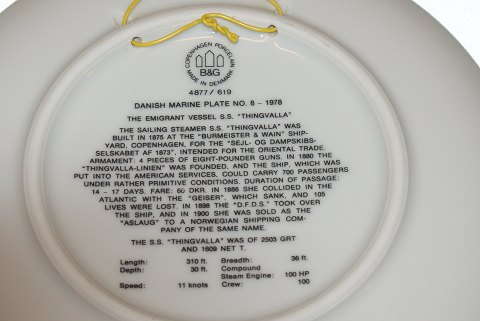 COPENHAGEN PORCELAIN
B&G
MADE IN DENMARK
4877/619
DANISH MARINE PLATE NO. 8 - 1978
THE EMIGRANT VESSEL S.S. "THINGVALLA"
THE SAILING STEAMER S.S. "THINGVALLA" WAS
BUILT IN 1875 AT THE "BURMEISTER & WAIN" SHIP-
YARD, COPENHAGEN, FOR THE "SEJL- OG DAMPSKIBS-
SELSKABET AF 1873", INTENDED FOR THE ORIENTAL TRADE.
ARMAMENT: 4 PIECES OF EIGHT-POUNDER GUNS. IN 1880 THE
"THINGVALLA-LINIEN" WAS FOUNDED, AND THE SHIP, WHICH WAS
PUT INTO THE AMERICAN SERVICES, COULD CARRY 700 PASSENGERS
UNDER RATHER PRIMITIVE CONDITIONS. DURATION OF PASSAGE:
14 - 17 DAYS. FARE: 80 DKR. IN 1888 SHE COLLIDED IN THE
ATLANTIC WITH THE "GEISER", WHICH SANK, AND 105
LIVES WERE LOST. IN 1898 THE "D.F.D.S." TOOK OVER
THE SHIP, AND IN 1900 SHE WAS SOLD AS THE
"ASLAUG" TO A NORWEGIAN SHIPPING COM-
PANY OF THE SAME NAME.
THE S.S. "THINGVALLA" WAS OF 2503 GRT
AND 1609 NET T.
Length: 310 ft. Breadth: 36 ft.
Depth: 30 ft. Compound
Steam Engine: 100 HP
Speed: 11 knots Crew: 100